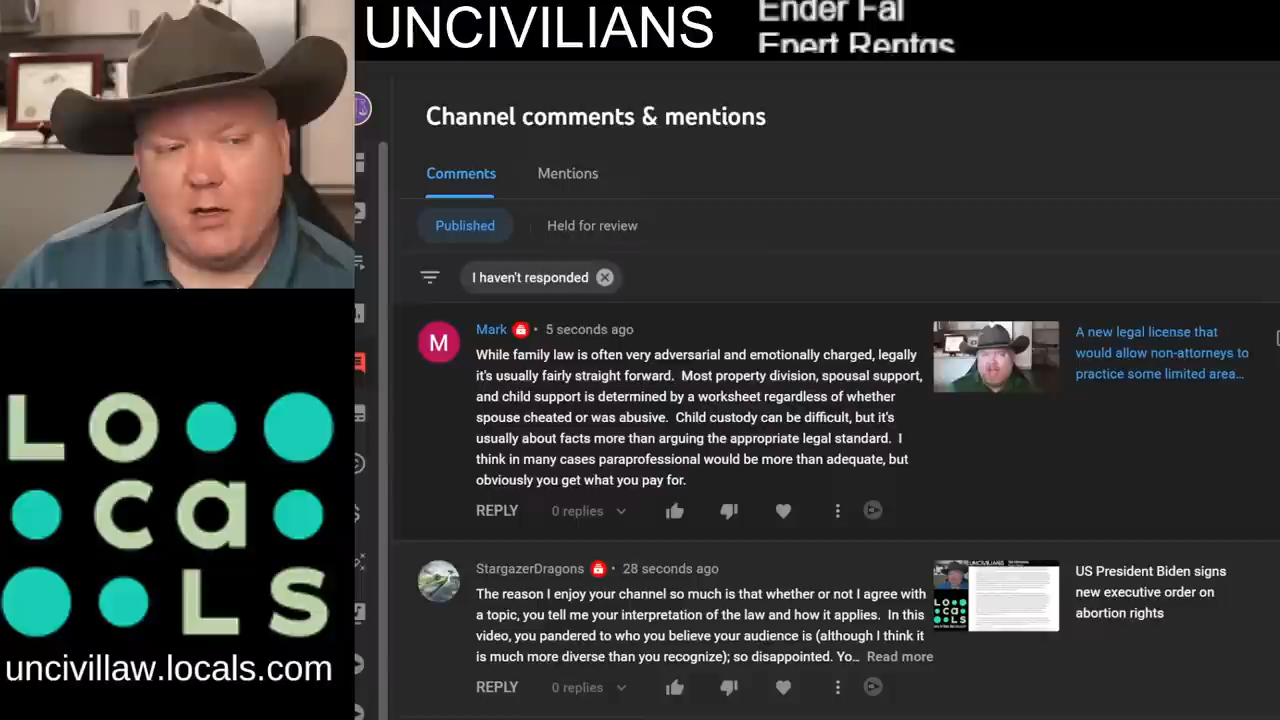 UNCIVILIANS
Ender Fal
Epert Rentgs
Channel comments & mentions
Comments
Mentions
Published
Held for review
I haven't responded
M
Mark • 5 seconds ago
While family law is often very adversarial and emotionally charged, legally
it's usually fairly straight forward. Most property division, spousal support,
and child support is determined by a worksheet regardless of whether
spouse cheated or was abusive. Child custody can be difficult, but it's
usually about facts more than arguing the appropriate legal standard. I
think in many cases paraprofessional would be more than adequate, but
obviously you get what you pay for.
REPLY
0 replies
A new legal license that
would allow non-attorneys to
practice some limited area...
StargazerDragons • 28 seconds ago
The reason I enjoy your channel so much is that whether or not I agree with
a topic, you tell me your interpretation of the law and how it applies. In this
video, you pandered to who you believe your audience is (although I think it
is much more diverse than you recognize); so disappointed. Yo... Read more
REPLY
0 replies
US President Biden signs
new executive order on
abortion rights
LOcaLS
uncivillaw.locals.com